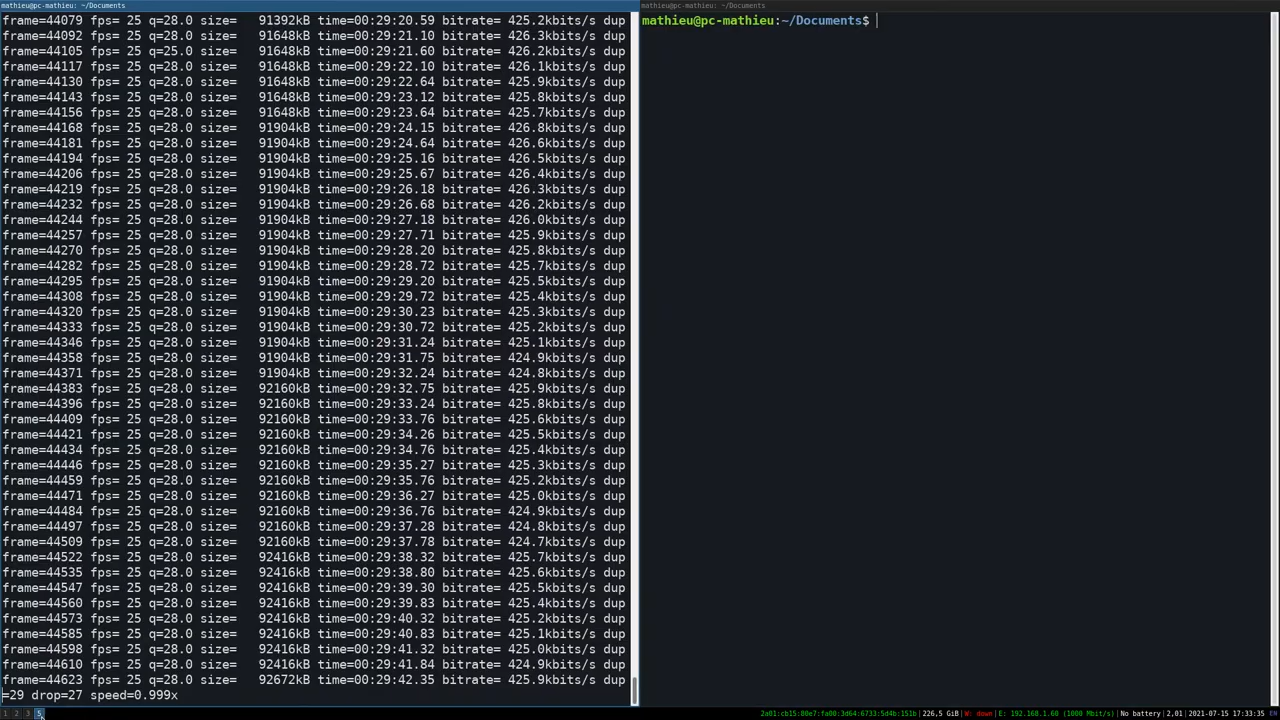 mathieu@pc-mathieu: ~/Documents
frame=44079 fps= 25 q=28.0 size=   91392kB time=00:29:20.59 bitrate= 425.2kbits/s dup
frame=44092 fps= 25 q=28.0 size=   91648kB time=00:29:21.10 bitrate= 426.3kbits/s dup
frame=44105 fps= 25 q=25.0 size=   91648kB time=00:29:21.60 bitrate= 426.2kbits/s dup
frame=44117 fps= 25 q=28.0 size=   91648kB time=00:29:22.10 bitrate= 426.1kbits/s dup
frame=44130 fps= 25 q=28.0 size=   91648kB time=00:29:22.64 bitrate= 425.9kbits/s dup
frame=44143 fps= 25 q=28.0 size=   91648kB time=00:29:23.12 bitrate= 425.8kbits/s dup
frame=44156 fps= 25 q=28.0 size=   91648kB time=00:29:23.64 bitrate= 425.7kbits/s dup
frame=44168 fps= 25 q=28.0 size=   91904kB time=00:29:24.15 bitrate= 426.8kbits/s dup
frame=44181 fps= 25 q=28.0 size=   91904kB time=00:29:24.64 bitrate= 426.6kbits/s dup
frame=44194 fps= 25 q=28.0 size=   91904kB time=00:29:25.16 bitrate= 426.5kbits/s dup
frame=44206 fps= 25 q=28.0 size=   91904kB time=00:29:25.67 bitrate= 426.4kbits/s dup
frame=44219 fps= 25 q=28.0 size=   91904kB time=00:29:26.18 bitrate= 426.3kbits/s dup
frame=44232 fps= 25 q=28.0 size=   91904kB time=00:29:26.68 bitrate= 426.2kbits/s dup
frame=44244 fps= 25 q=28.0 size=   91904kB time=00:29:27.18 bitrate= 426.0kbits/s dup
frame=44257 fps= 25 q=28.0 size=   91904kB time=00:29:27.71 bitrate= 425.9kbits/s dup
frame=44270 fps= 25 q=28.0 size=   91904kB time=00:29:28.20 bitrate= 425.8kbits/s dup
frame=44282 fps= 25 q=28.0 size=   91904kB time=00:29:28.72 bitrate= 425.7kbits/s dup
frame=44295 fps= 25 q=28.0 size=   91904kB time=00:29:29.20 bitrate= 425.5kbits/s dup
frame=44308 fps= 25 q=28.0 size=   91904kB time=00:29:29.72 bitrate= 425.4kbits/s dup
frame=44320 fps= 25 q=28.0 size=   91904kB time=00:29:30.23 bitrate= 425.3kbits/s dup
frame=44333 fps= 25 q=28.0 size=   91904kB time=00:29:30.72 bitrate= 425.2kbits/s dup
frame=44346 fps= 25 q=28.0 size=   91904kB time=00:29:31.24 bitrate= 425.1kbits/s dup
frame=44358 fps= 25 q=28.0 size=   91904kB time=00:29:31.75 bitrate= 424.9kbits/s dup
frame=44371 fps= 25 q=28.0 size=   91904kB time=00:29:32.24 bitrate= 424.8kbits/s dup
frame=44383 fps= 25 q=28.0 size=   92160kB time=00:29:32.75 bitrate= 425.9kbits/s dup
frame=44396 fps= 25 q=28.0 size=   92160kB time=00:29:33.24 bitrate= 425.8kbits/s dup
frame=44409 fps= 25 q=28.0 size=   92160kB time=00:29:33.76 bitrate= 425.6kbits/s dup
frame=44421 fps= 25 q=28.0 size=   92160kB time=00:29:34.26 bitrate= 425.5kbits/s dup
frame=44434 fps= 25 q=28.0 size=   92160kB time=00:29:34.76 bitrate= 425.4kbits/s dup
frame=44446 fps= 25 q=28.0 size=   92160kB time=00:29:35.27 bitrate= 425.3kbits/s dup
frame=44459 fps= 25 q=28.0 size=   92160kB time=00:29:35.76 bitrate= 425.2kbits/s dup
frame=44471 fps= 25 q=28.0 size=   92160kB time=00:29:36.27 bitrate= 425.0kbits/s dup
frame=44484 fps= 25 q=28.0 size=   92160kB time=00:29:36.76 bitrate= 424.9kbits/s dup
frame=44497 fps= 25 q=28.0 size=   92160kB time=00:29:37.28 bitrate= 424.8kbits/s dup
frame=44509 fps= 25 q=28.0 size=   92160kB time=00:29:37.78 bitrate= 424.7kbits/s dup
frame=44522 fps= 25 q=28.0 size=   92416kB time=00:29:38.32 bitrate= 425.7kbits/s dup
frame=44535 fps= 25 q=28.0 size=   92416kB time=00:29:38.80 bitrate= 425.6kbits/s dup
frame=44547 fps= 25 q=28.0 size=   92416kB time=00:29:39.30 bitrate= 425.5kbits/s dup
frame=44560 fps= 25 q=28.0 size=   92416kB time=00:29:39.83 bitrate= 425.4kbits/s dup
frame=44573 fps= 25 q=28.0 size=   92416kB time=00:29:40.32 bitrate= 425.2kbits/s dup
frame=44585 fps= 25 q=28.0 size=   92416kB time=00:29:40.83 bitrate= 425.1kbits/s dup
frame=44598 fps= 25 q=28.0 size=   92416kB time=00:29:41.32 bitrate= 425.0kbits/s dup
frame=44610 fps= 25 q=28.0 size=   92416kB time=00:29:41.84 bitrate= 424.9kbits/s dup
frame=44623 fps= 25 q=28.0 size=   92672kB time=00:29:42.35 bitrate= 425.9kbits/s dup
=29 drop=27 speed=0.999x
mathieu@pc-mathieu: ~/Documents
mathieu@pc-mathieu:~/Documents$
1 2 3 5
2a01:cb15:80e7:fa00:3d64:6733:5d4b:151b | 226,5 GiB | W: down | E: 192.168.1.60 (1000 Mbit/s) | No battery | 2,01 | 2021-07-15 17:33:35 EN